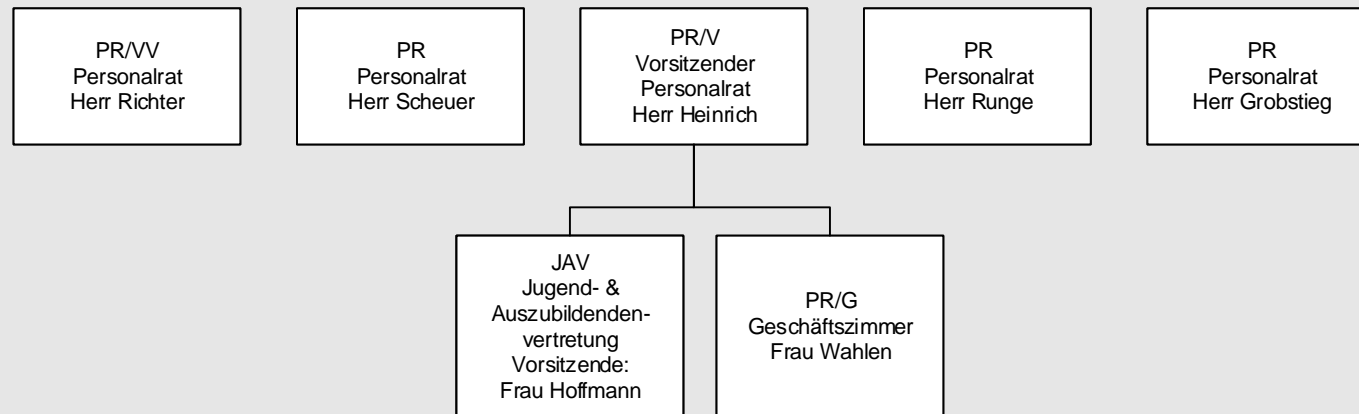 PR/VV
Personalrat
Herr Richter
PR
Personalrat
Herr Scheuer
PR/V
Vorsitzender
Personalrat
Herr Heinrich
PR
Personalrat
Herr Runge
PR
Personalrat
Herr Grobstieg
JAV
Jugend- &
Auszubildenden-
vertretung
Vorsitzende:
Frau Hoffmann
PR/G
Geschäftszimmer
Frau Wahlen